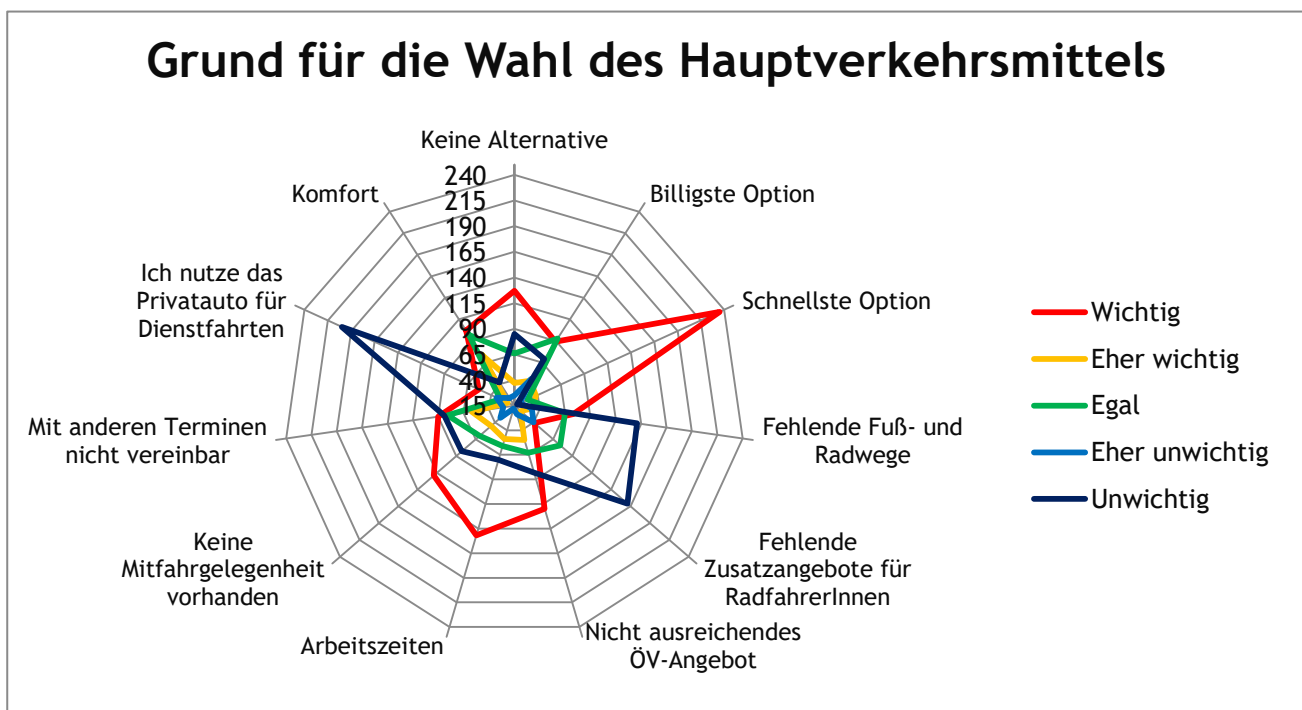 Grund für die Wahl des Hauptverkehrsmittels
Keine Alternative
Billigste Option
Schnellste Option
Fehlende Fuß- und
Radwege
Fehlende
Zusatzangebote für
RadfahrerInnen
Nicht ausreichendes
ÖV-Angebot
Arbeitszeiten
Keine
Mitfahrgelegenheit
vorhanden
Mit anderen Terminen
nicht vereinbar
Ich nutze das
Privatauto für
Dienstfahrten
Komfort
240
215
190
165
140
115
90
65
40
15
Wichtig
Eher wichtig
Egal
Eher unwichtig
Unwichtig